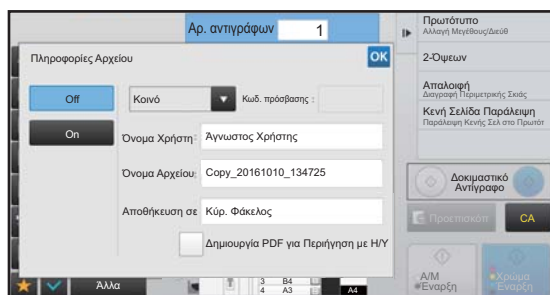 Αρ. αντιγράφων 1
Πληροφορίες Αρχείου OK
Off Κοινό Κωδ. πρόσβασης :
On
Όνομα Χρήστη: Άγνωστος Χρήστης
Όνομα Αρχείου: Copy_20161010_134725
Αποθήκευση σε Κύρ. Φάκελος
Δημιουργία PDF για Περιήγηση με Η/Υ
Άλλα
3 B4
4 A3
A4
Πρωτότυπο
Αλλαγή Μεγέθους/Διεύθ
2-Όψεων
Απαλοιφή
Διαγραφή Περιμετρικής Σκιάς
Κενή Σελίδα Παράλειψη
Παράλειψη Κενής Σελ στο Πρωτότ
Δοκιμαστικό
Αντίγραφο
Προεπισκόπ CA
Α/Μ
Έναρξη
Χρώμα
Έναρξη